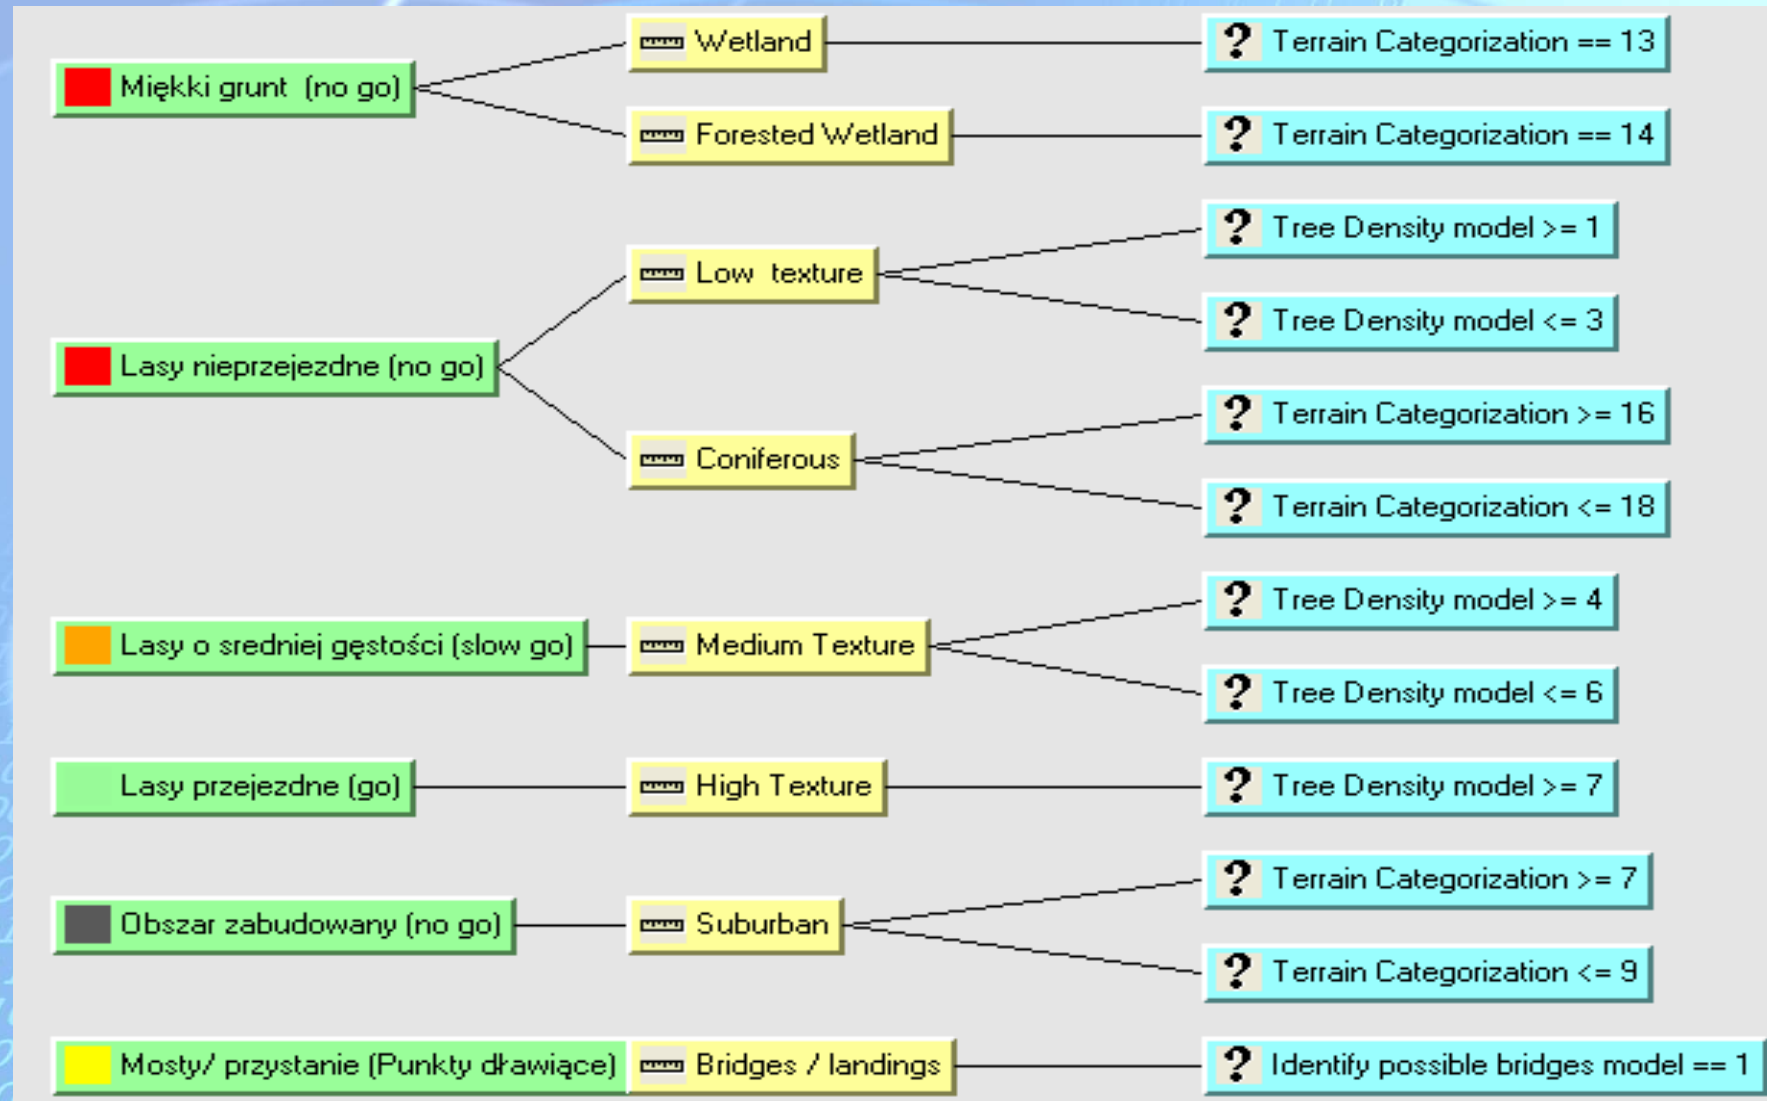 Miękki grunt (no go)
Wetland
Terrain Categorization == 13
Forested Wetland
Terrain Categorization == 14
Lasy nieprzejezdne (no go)
Low texture
Tree Density model >= 1
Tree Density model <= 3
Coniferous
Terrain Categorization >= 16
Terrain Categorization <= 18
Lasy o sredniej gęstości (slow go)
Medium Texture
Tree Density model >= 4
Tree Density model <= 6
Lasy przejezdne (go)
High Texture
Tree Density model >= 7
Obszar zabudowany (no go)
Suburban
Terrain Categorization >= 7
Terrain Categorization <= 9
Mosty/ przystanie (Punkty dławiące)
Bridges / landings
Identify possible bridges model == 1